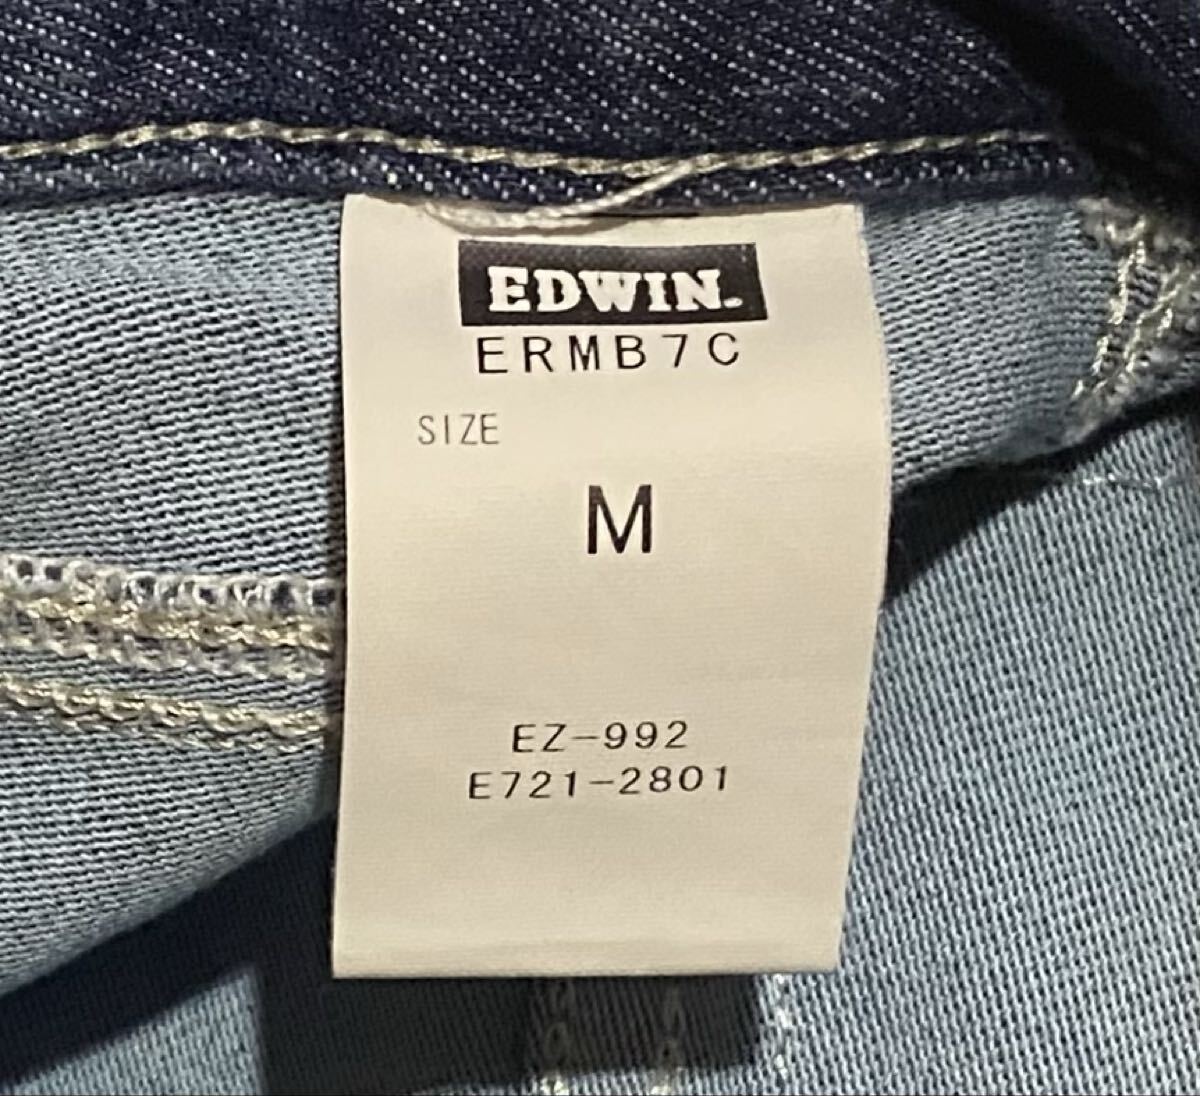 EDWIN.
ERMB7C
SIZE
M
EZ-992
E721-2801